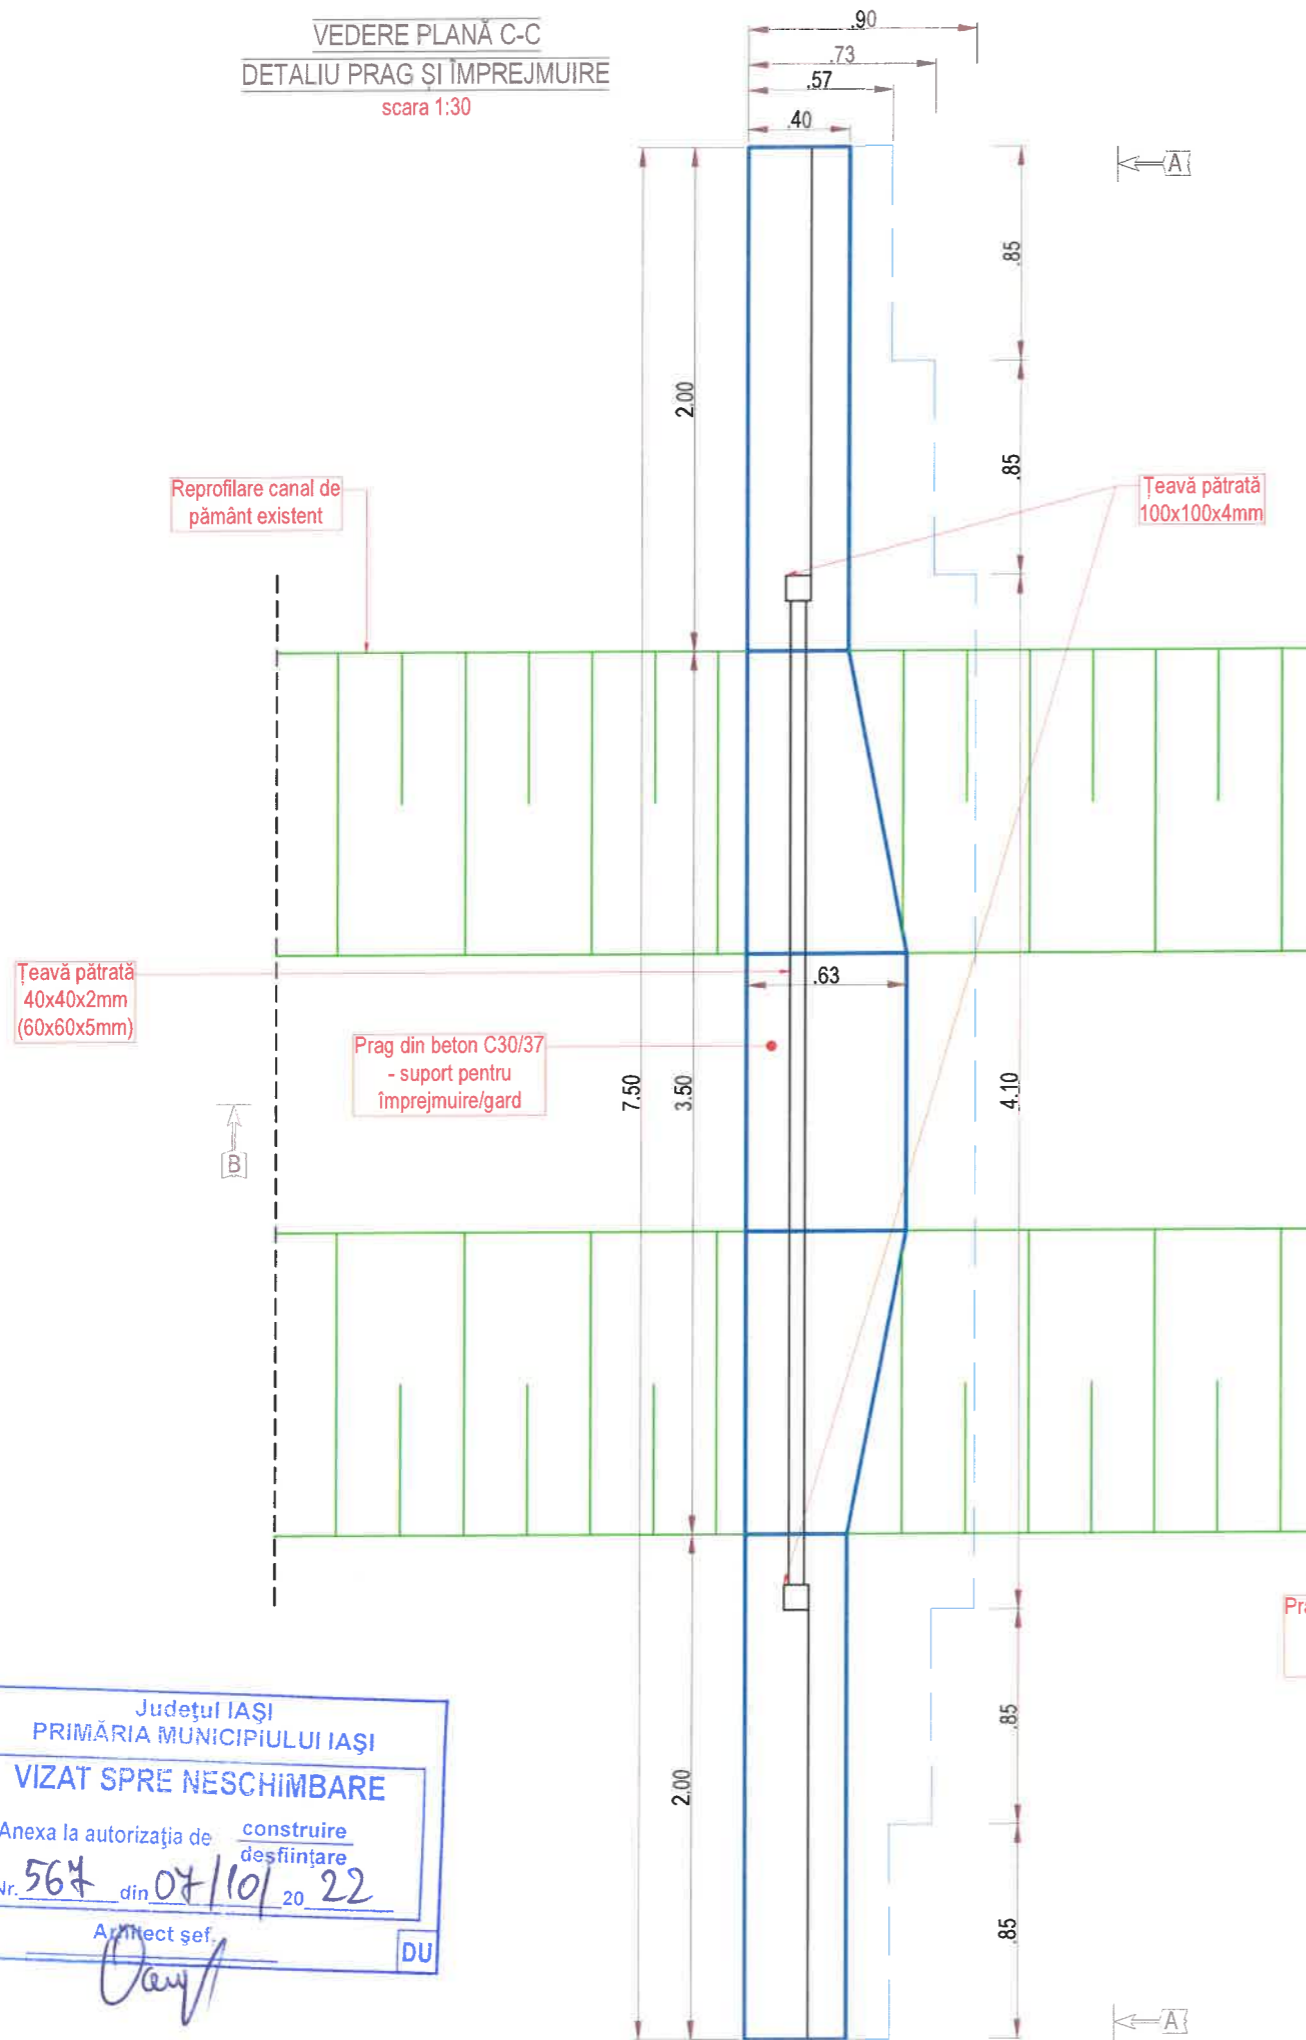 VEDERE PLANĂ C-C
DETALIU PRAG ȘI ÎMPREJMUIRE
scara 1:30
.90
.73
.57
.40
A
.85
2.00
.85
Reprofilare canal de
pământ existent
Țeavă pătrată
100x100x4mm
Țeavă pătrată
40x40x2mm
(60x60x5mm)
.63
Prag din beton C30/37
- suport pentru
împrejmuire/gard
7.50
3.50
4.10
B
Pra
.85
2.00
.85
A
Județul IAȘI
PRIMĂRIA MUNICIPIULUI IAȘI
VIZAT SPRE NESCHIMBARE
Anexa la autorizația de construire
desființare
Nr. 567 din 07/10/ 20 22
Arhitect șef,
DU